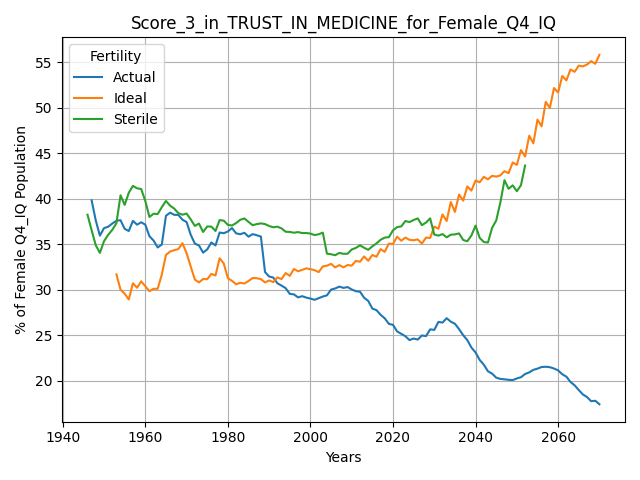 Score_3_in_TRUST_IN_MEDICINE_for_Female_Q4_IQ
Fertility
Actual
Ideal
Sterile
% of Female Q4_IQ Population
55
50
45
40
35
30
25
20
1940
1960
1980
2000
2020
2040
2060
Years